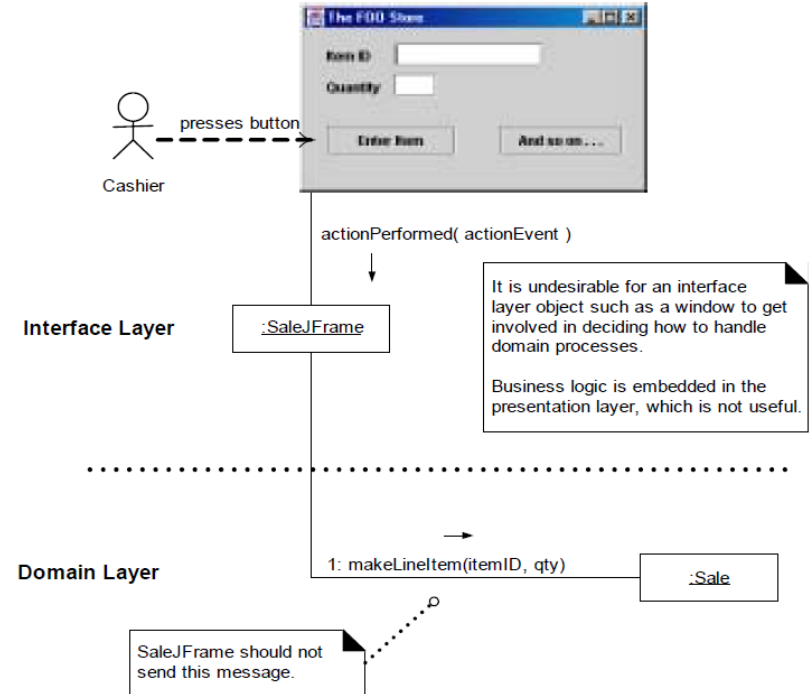 The FOO Store
Item ID
Quantity
presses button
Enter Item
And so on . . .
Cashier
actionPerformed( actionEvent )
It is undesirable for an interface
layer object such as a window to get
involved in deciding how to handle
domain processes.
Business logic is embedded in the
presentation layer, which is not useful.
Interface Layer
:SaleJFrame
1: makeLineItem(itemID, qty)
Domain Layer
:Sale
SaleJFrame should not
send this message.